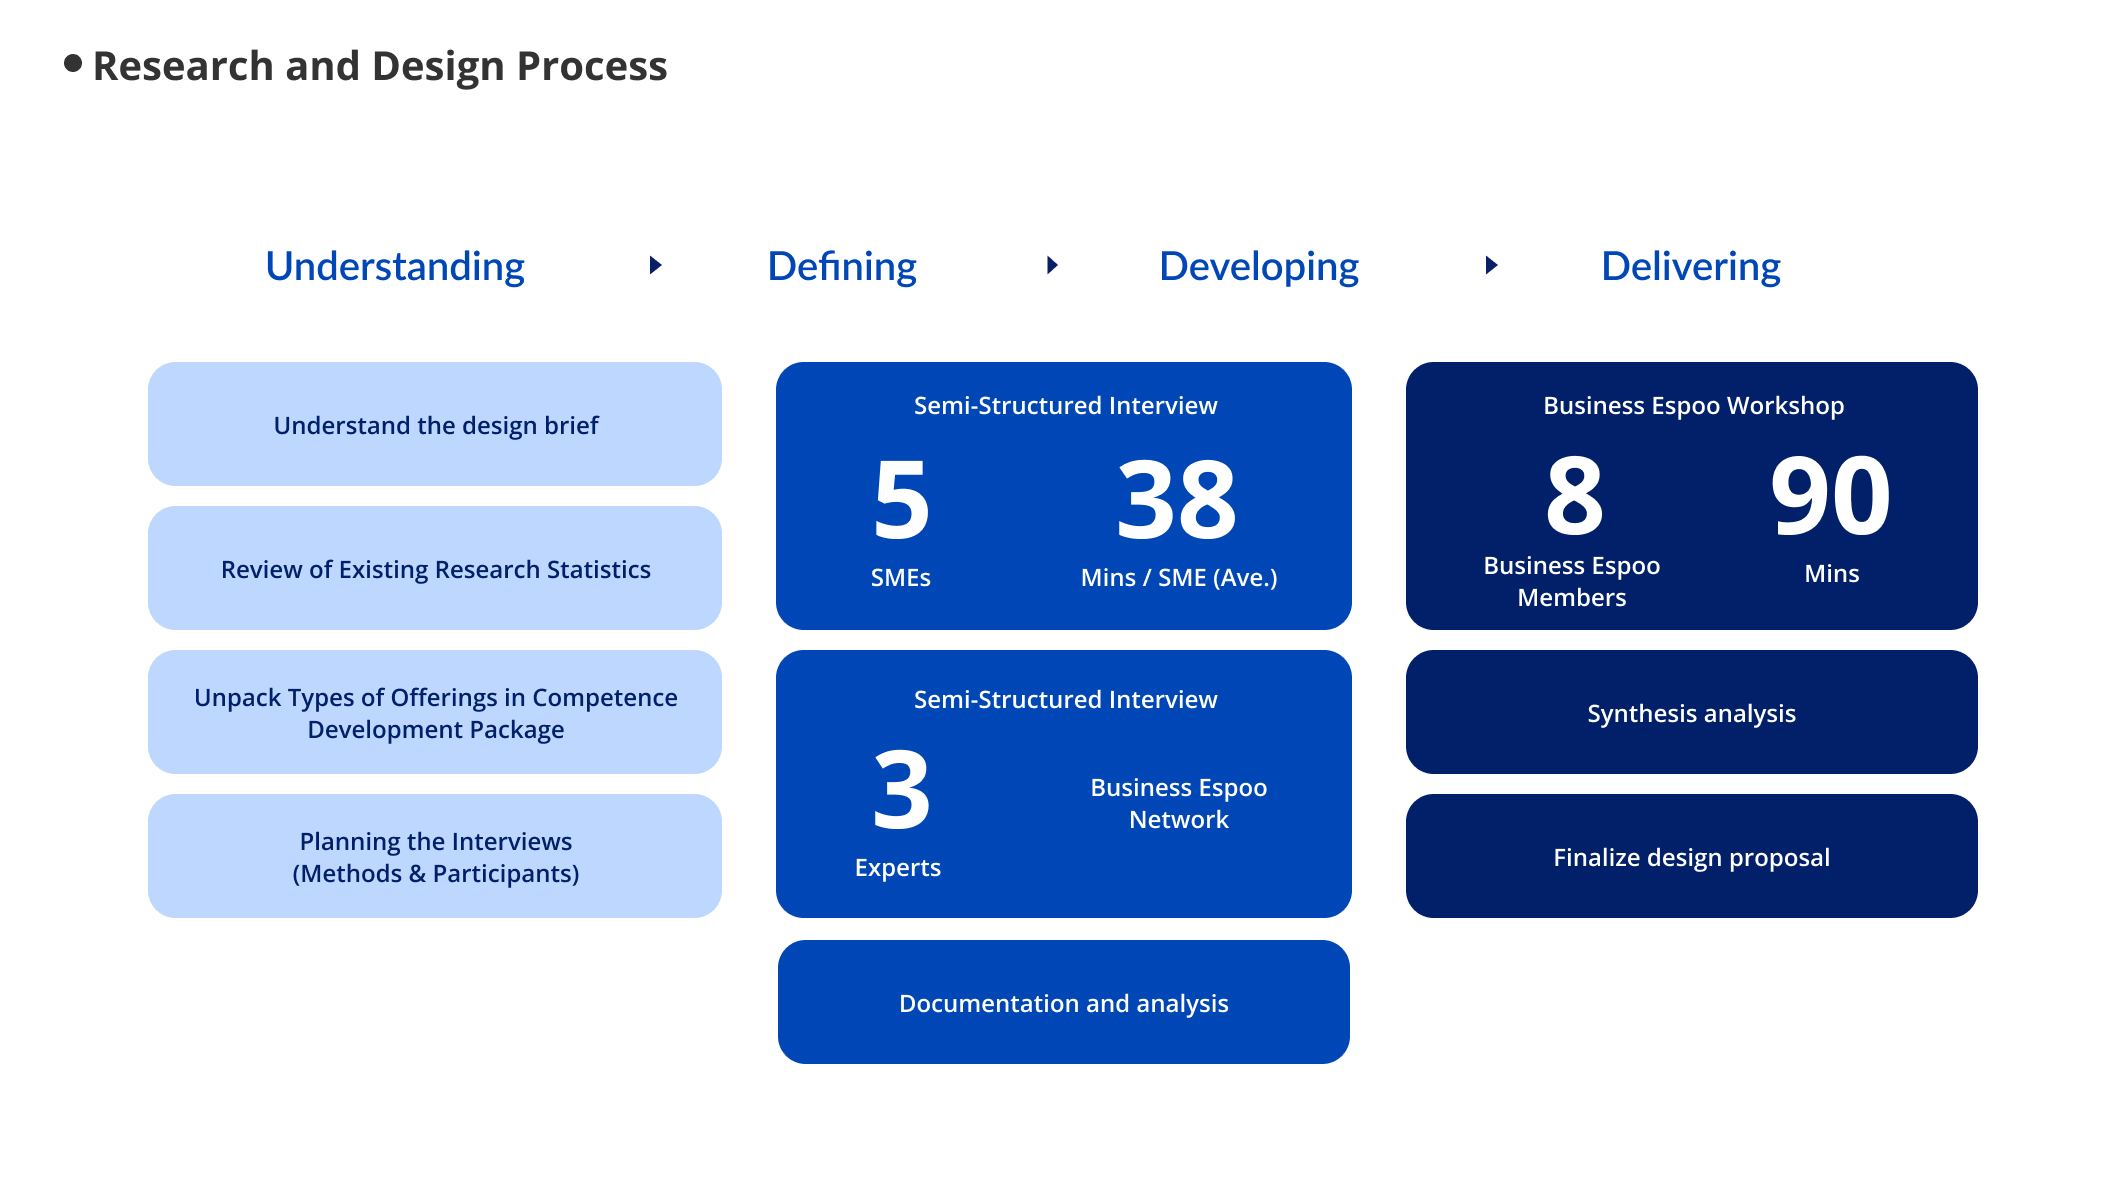 Research and Design Process
Understanding
Defining
Developing
Delivering
Understand the design brief
Review of Existing Research Statistics
Unpack Types of Offerings in Competence
Development Package
Planning the Interviews
(Methods & Participants)
Semi-Structured Interview
5
SMEs
38
Mins / SME (Ave.)
Semi-Structured Interview
3
Experts
Business Espoo
Network
Documentation and analysis
Business Espoo Workshop
8
Business Espoo
Members
90
Mins
Synthesis analysis
Finalize design proposal